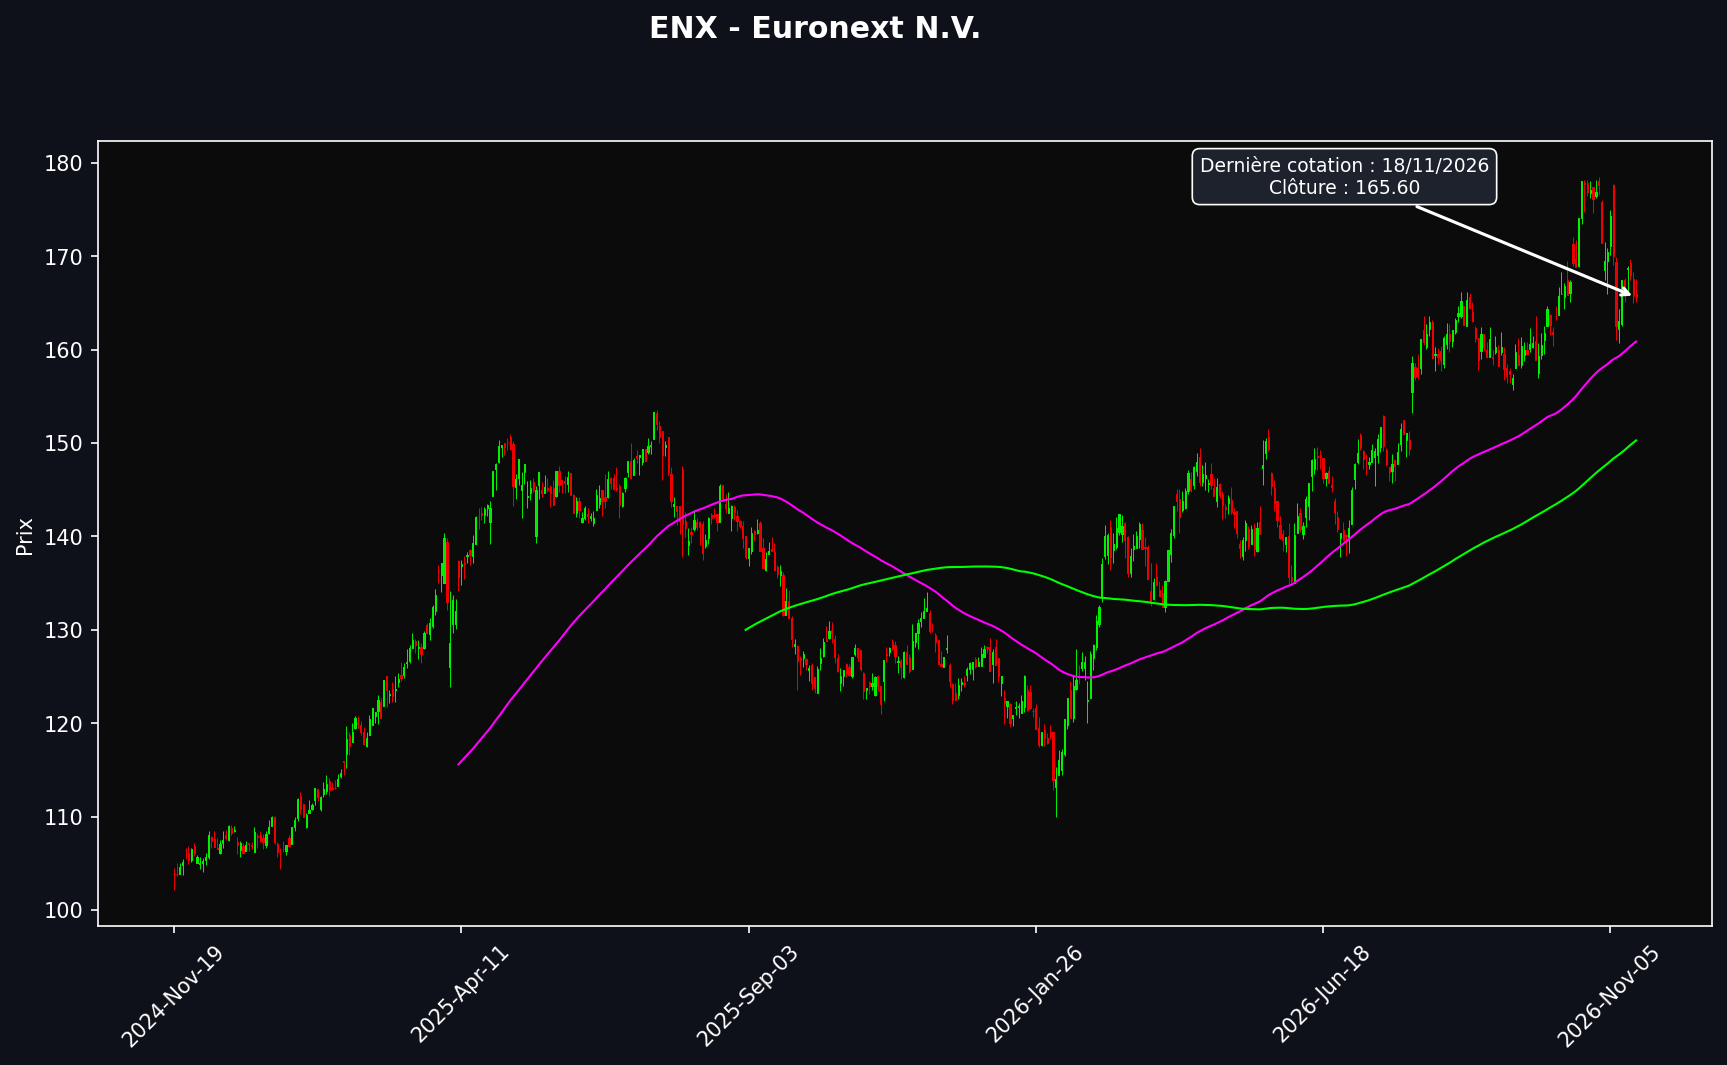 ENX - Euronext N.V.
Dernière cotation : 18/11/2026
Clôture : 165.60
Prix
180
170
160
150
140
130
120
110
100
2024-Nov-19
2025-Apr-11
2025-Sep-03
2026-Jan-26
2026-Jun-18
2026-Nov-05